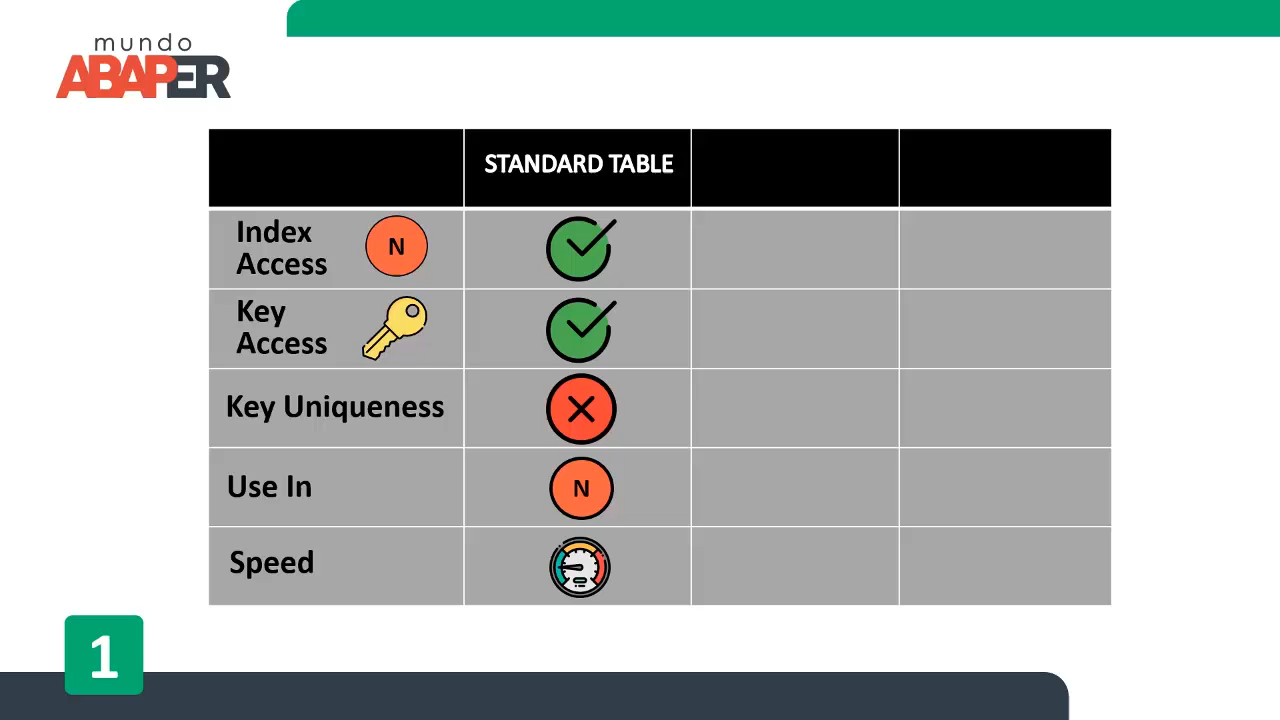 mundo
ABAPER
STANDARD TABLE
Index
Access
N
Key
Access
Key Uniqueness
Use In
N
Speed
1